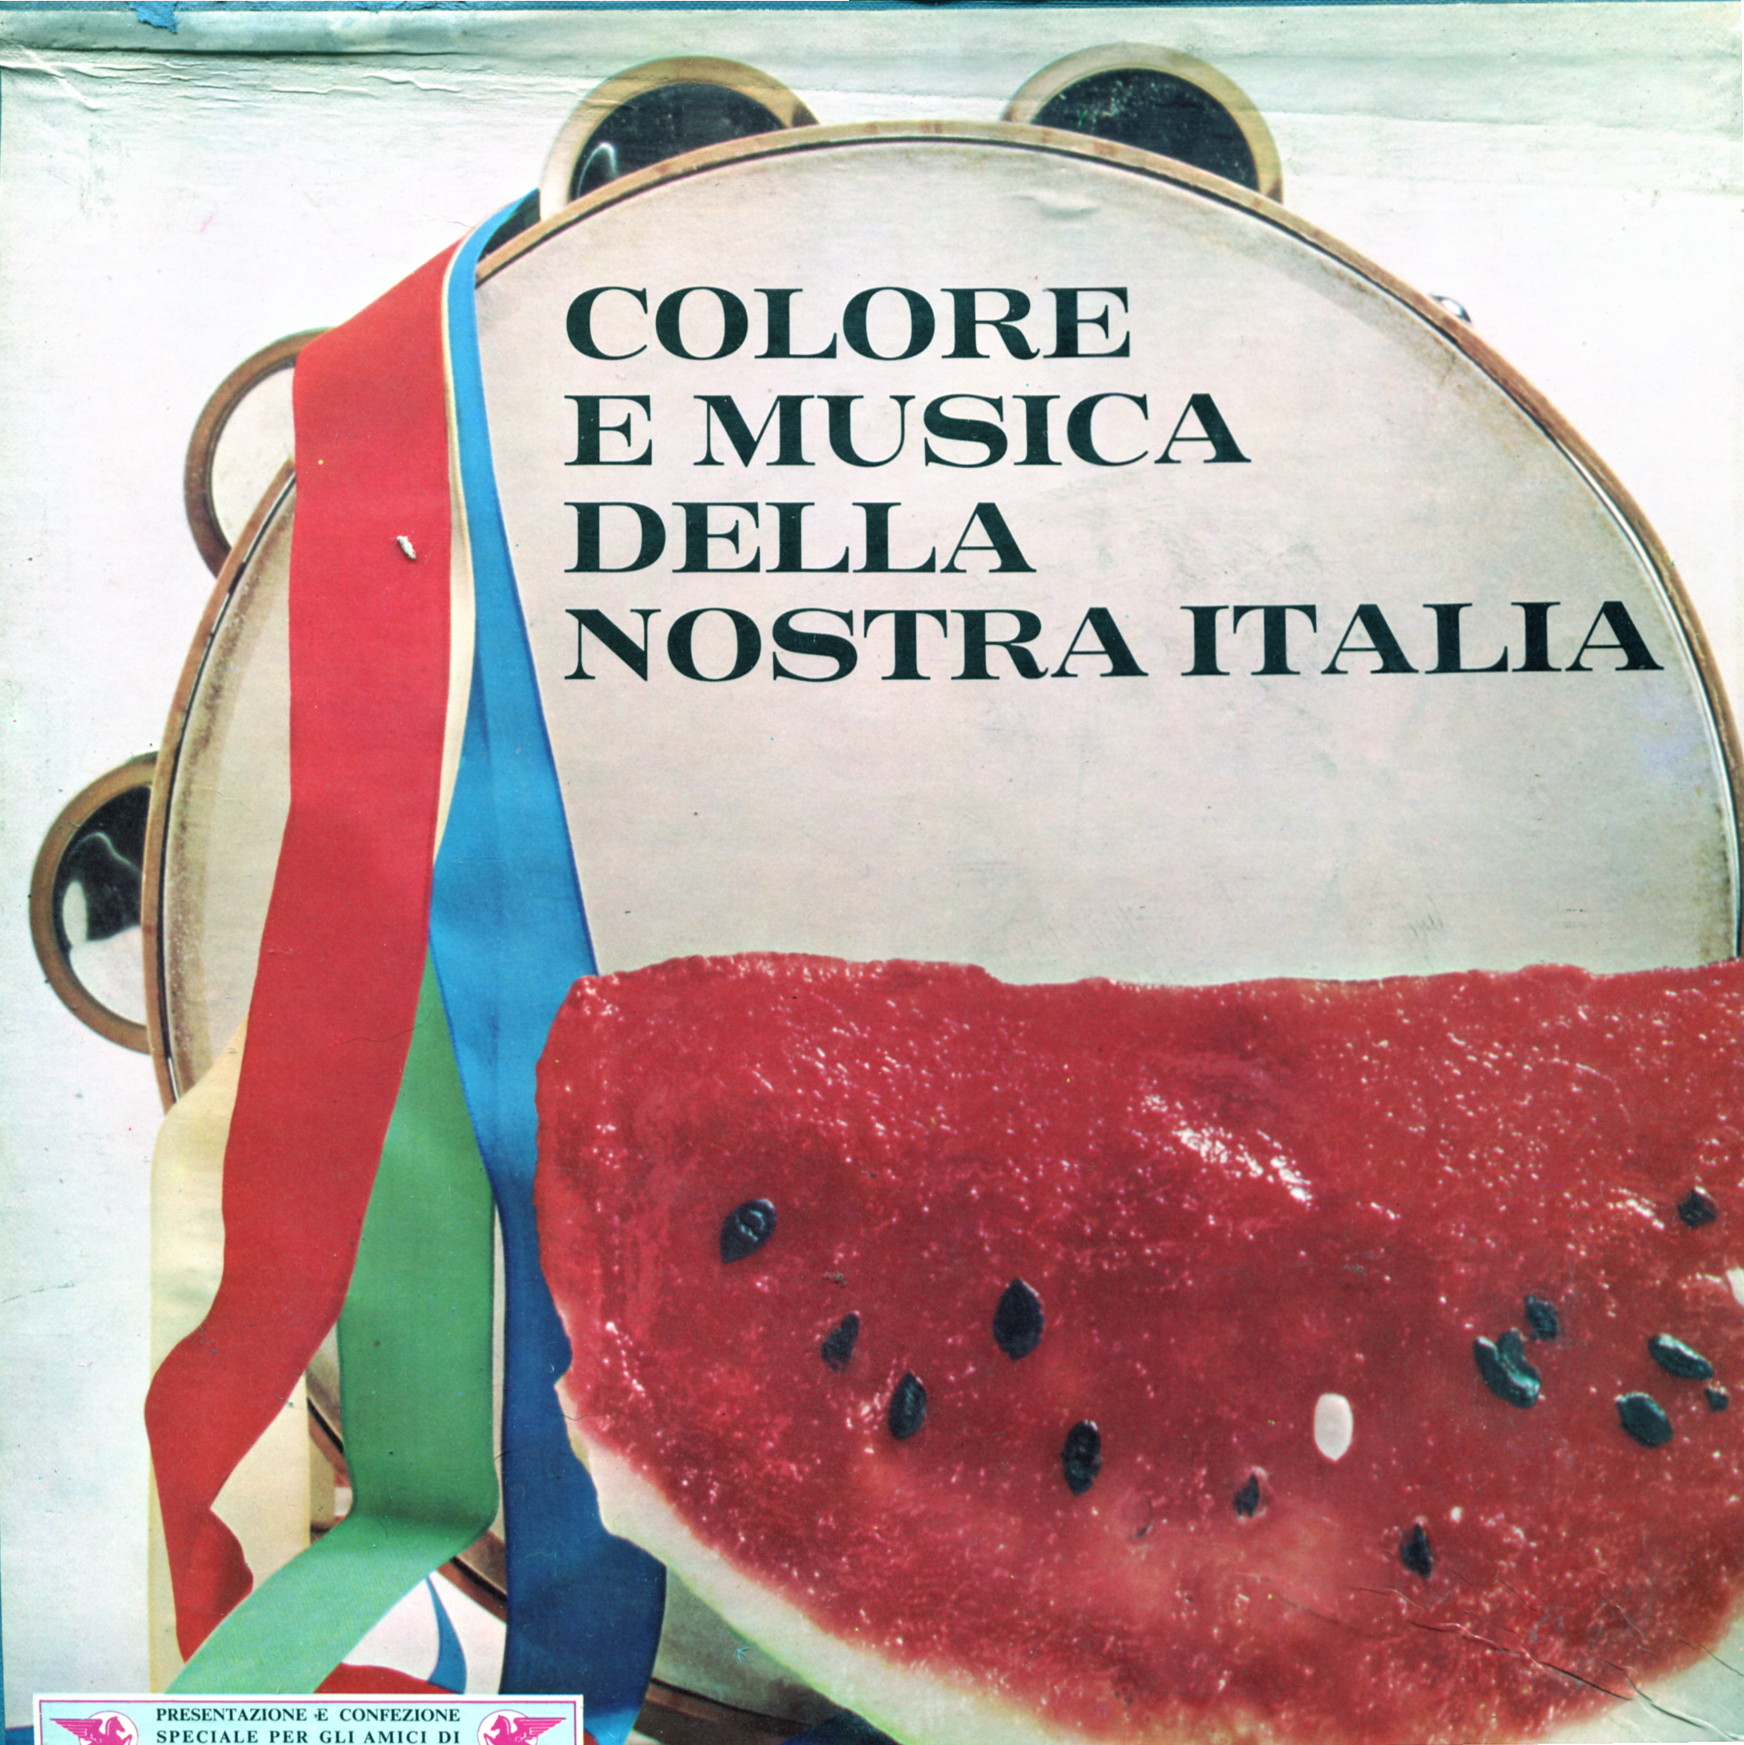 COLORE
E MUSICA
DELLA
NOSTRA ITALIA
PRESENTAZIONE E CONFEZIONE
SPECIALE PER GLI AMICI DI